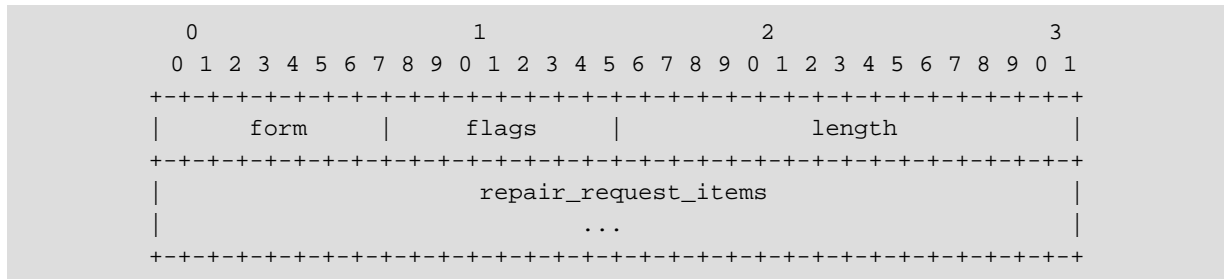 0                   1                   2                   3
0 1 2 3 4 5 6 7 8 9 0 1 2 3 4 5 6 7 8 9 0 1 2 3 4 5 6 7 8 9 0 1
+-+-+-+-+-+-+-+-+-+-+-+-+-+-+-+-+-+-+-+-+-+-+-+-+-+-+-+-+-+-+-+-+
|      form     |     flags     |             length            |
+-+-+-+-+-+-+-+-+-+-+-+-+-+-+-+-+-+-+-+-+-+-+-+-+-+-+-+-+-+-+-+-+
|                      repair_request_items                     |
|                             ...                               |
+-+-+-+-+-+-+-+-+-+-+-+-+-+-+-+-+-+-+-+-+-+-+-+-+-+-+-+-+-+-+-+-+